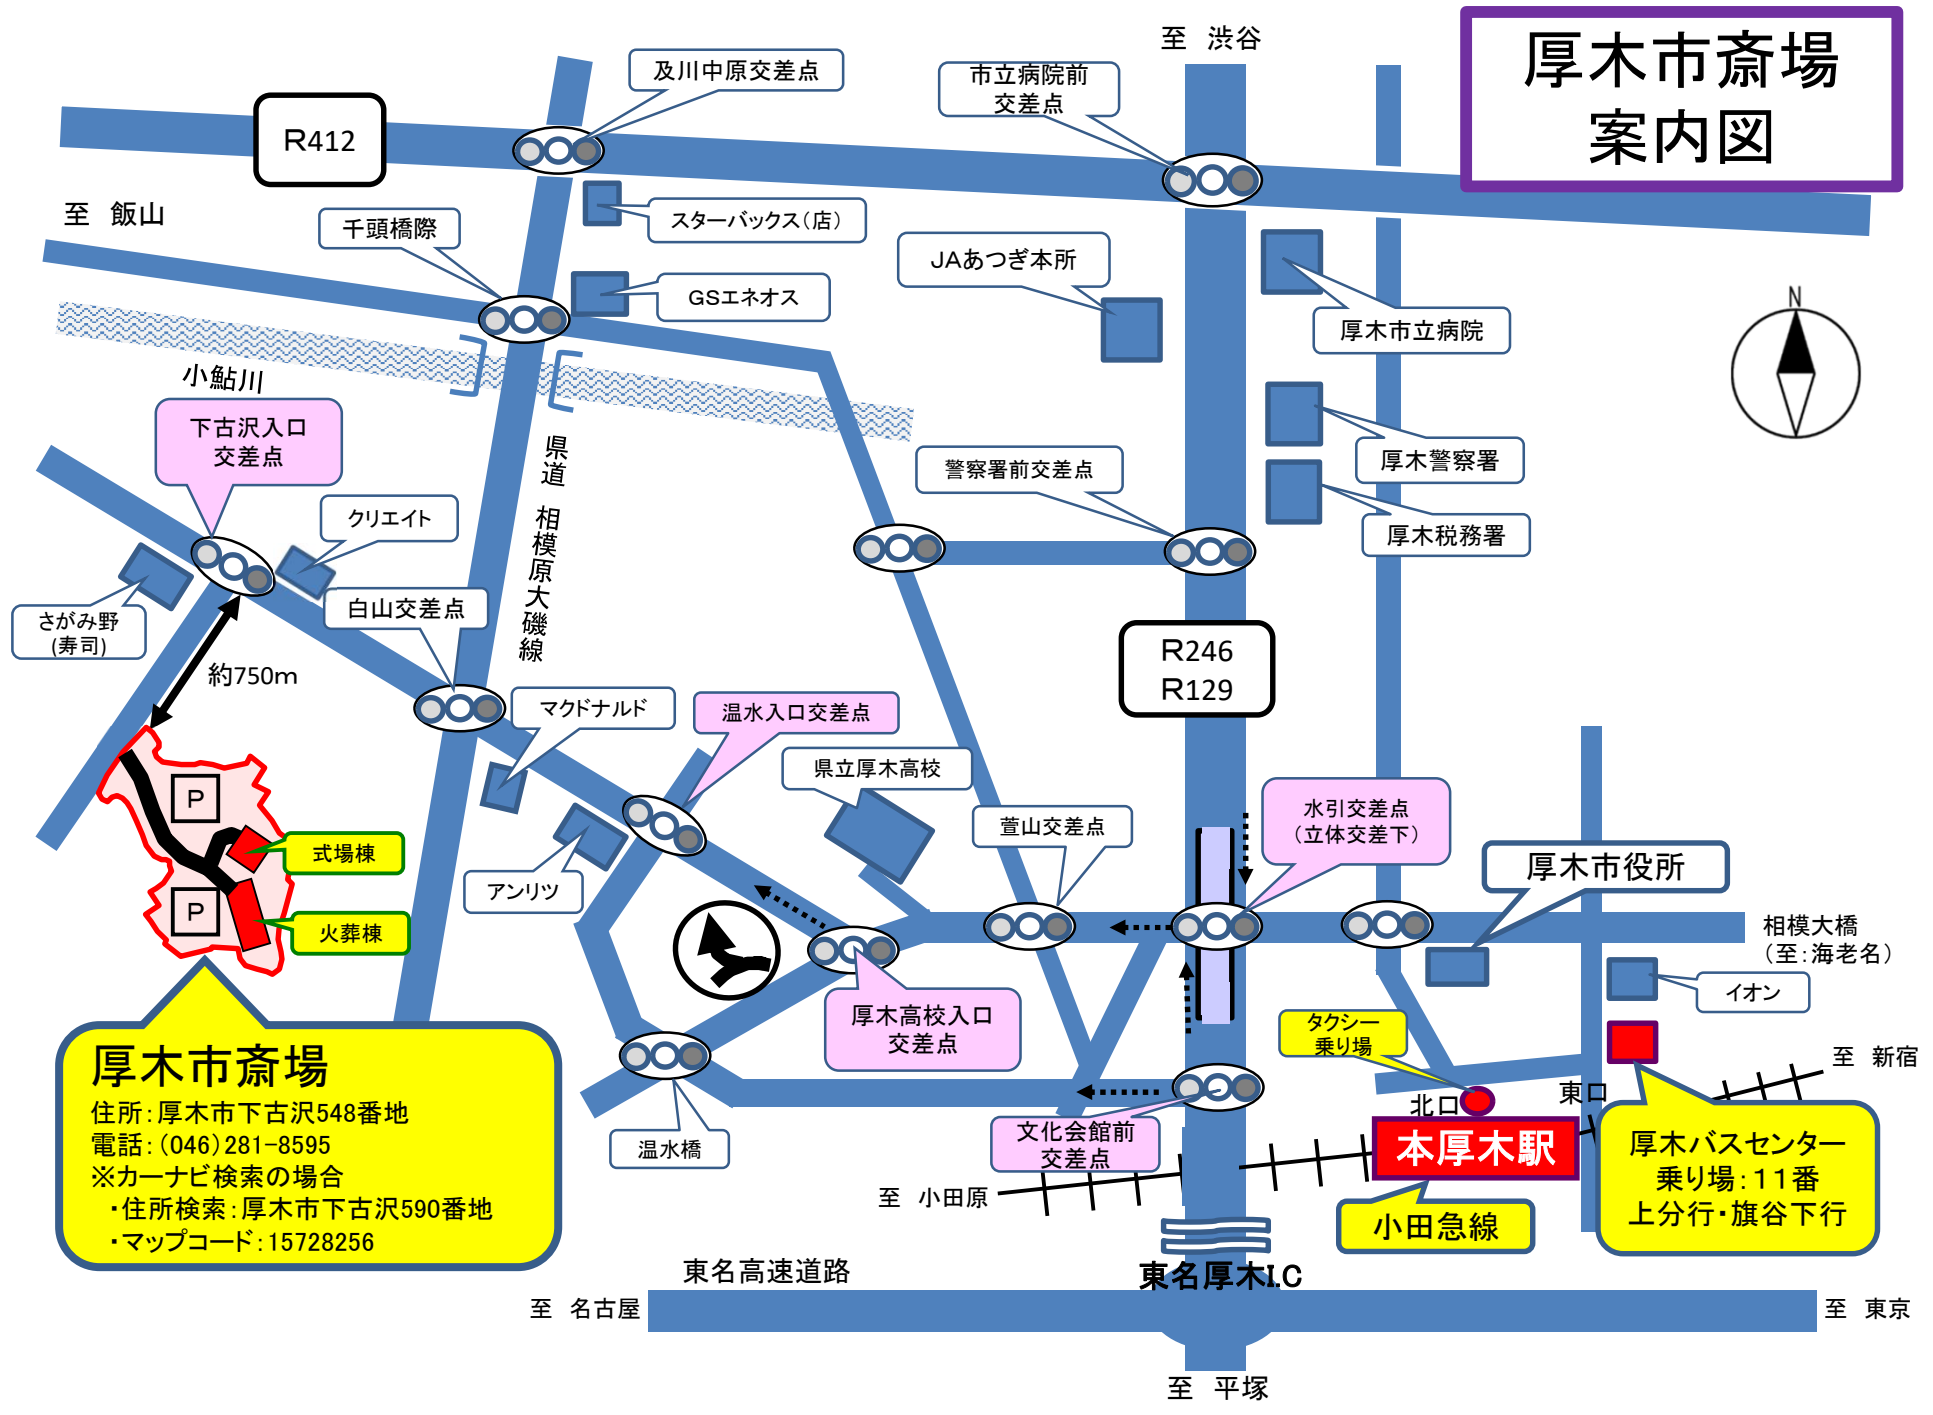 厚木市斎場
案内図
至 渋谷
及川中原交差点
市立病院前
交差点
R412
至 飯山
千頭橋際
スターバックス(店)
JAあつぎ本所
GSエネオス
厚木市立病院
N
小鮎川
下古沢入口
交差点
県道 相模原大磯線
警察署前交差点
厚木警察署
クリエイト
厚木税務署
さがみ野
(寿司)
白山交差点
約750m
R246
R129
マクドナルド
温水入口交差点
県立厚木高校
水引交差点
(立体交差下)
萱山交差点
P
式場棟
アンリツ
厚木市役所
P
火葬棟
相模大橋
(至:海老名)
イオン
厚木高校入口
交差点
タクシー
乗り場
至 新宿
東口
北口
文化会館前
交差点
温水橋
本厚木駅
至 小田原
小田急線
厚木バスセンター
乗り場:11番
上分行・旗谷下行
厚木市斎場
住所:厚木市下古沢548番地
電話:(046)281-8595
※カーナビ検索の場合
・住所検索:厚木市下古沢590番地
・マップコード:15728256
東名高速道路
東名厚木I.C
至 名古屋
至 東京
至 平塚